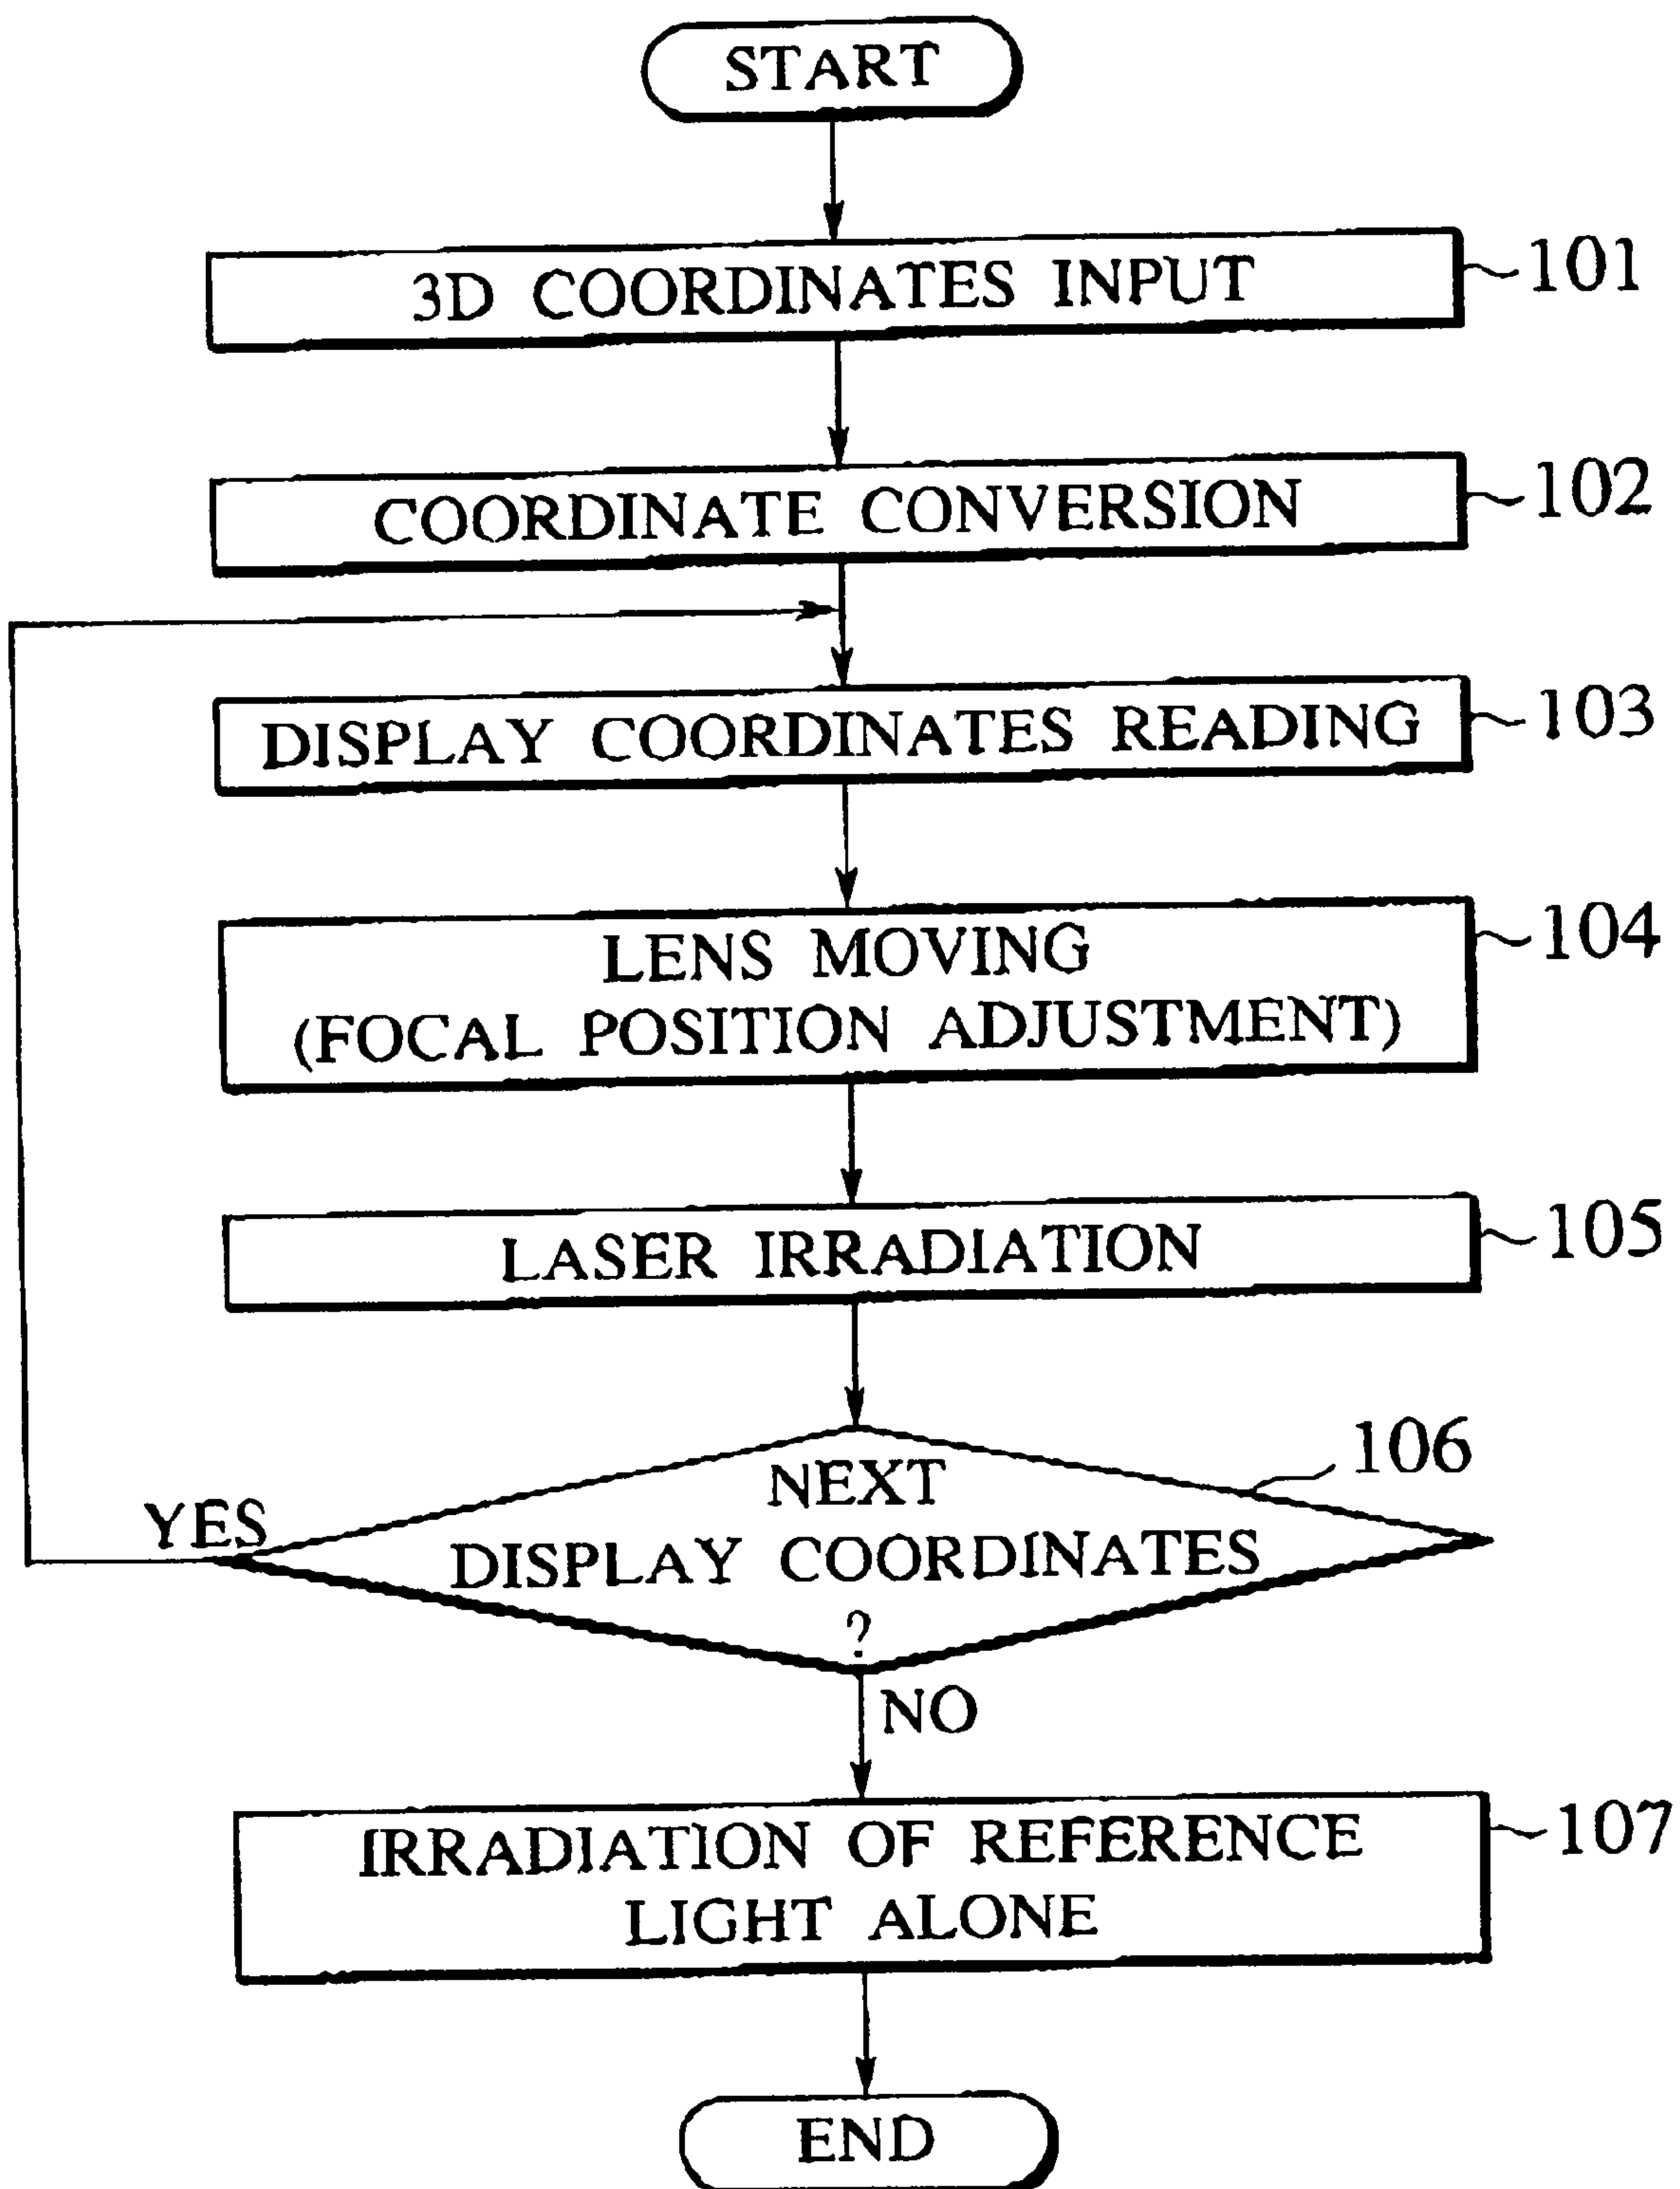 START
3D COORDINATES INPUT
101
COORDINATE CONVERSION
102
DISPLAY COORDINATES READING
103
LENS MOVING
(FOCAL POSITION ADJUSTMENT)
104
LASER IRRADIATION
105
NEXT
DISPLAY COORDINATES
?
106
YES
NO
IRRADIATION OF REFERENCE
LIGHT ALONE
107
END